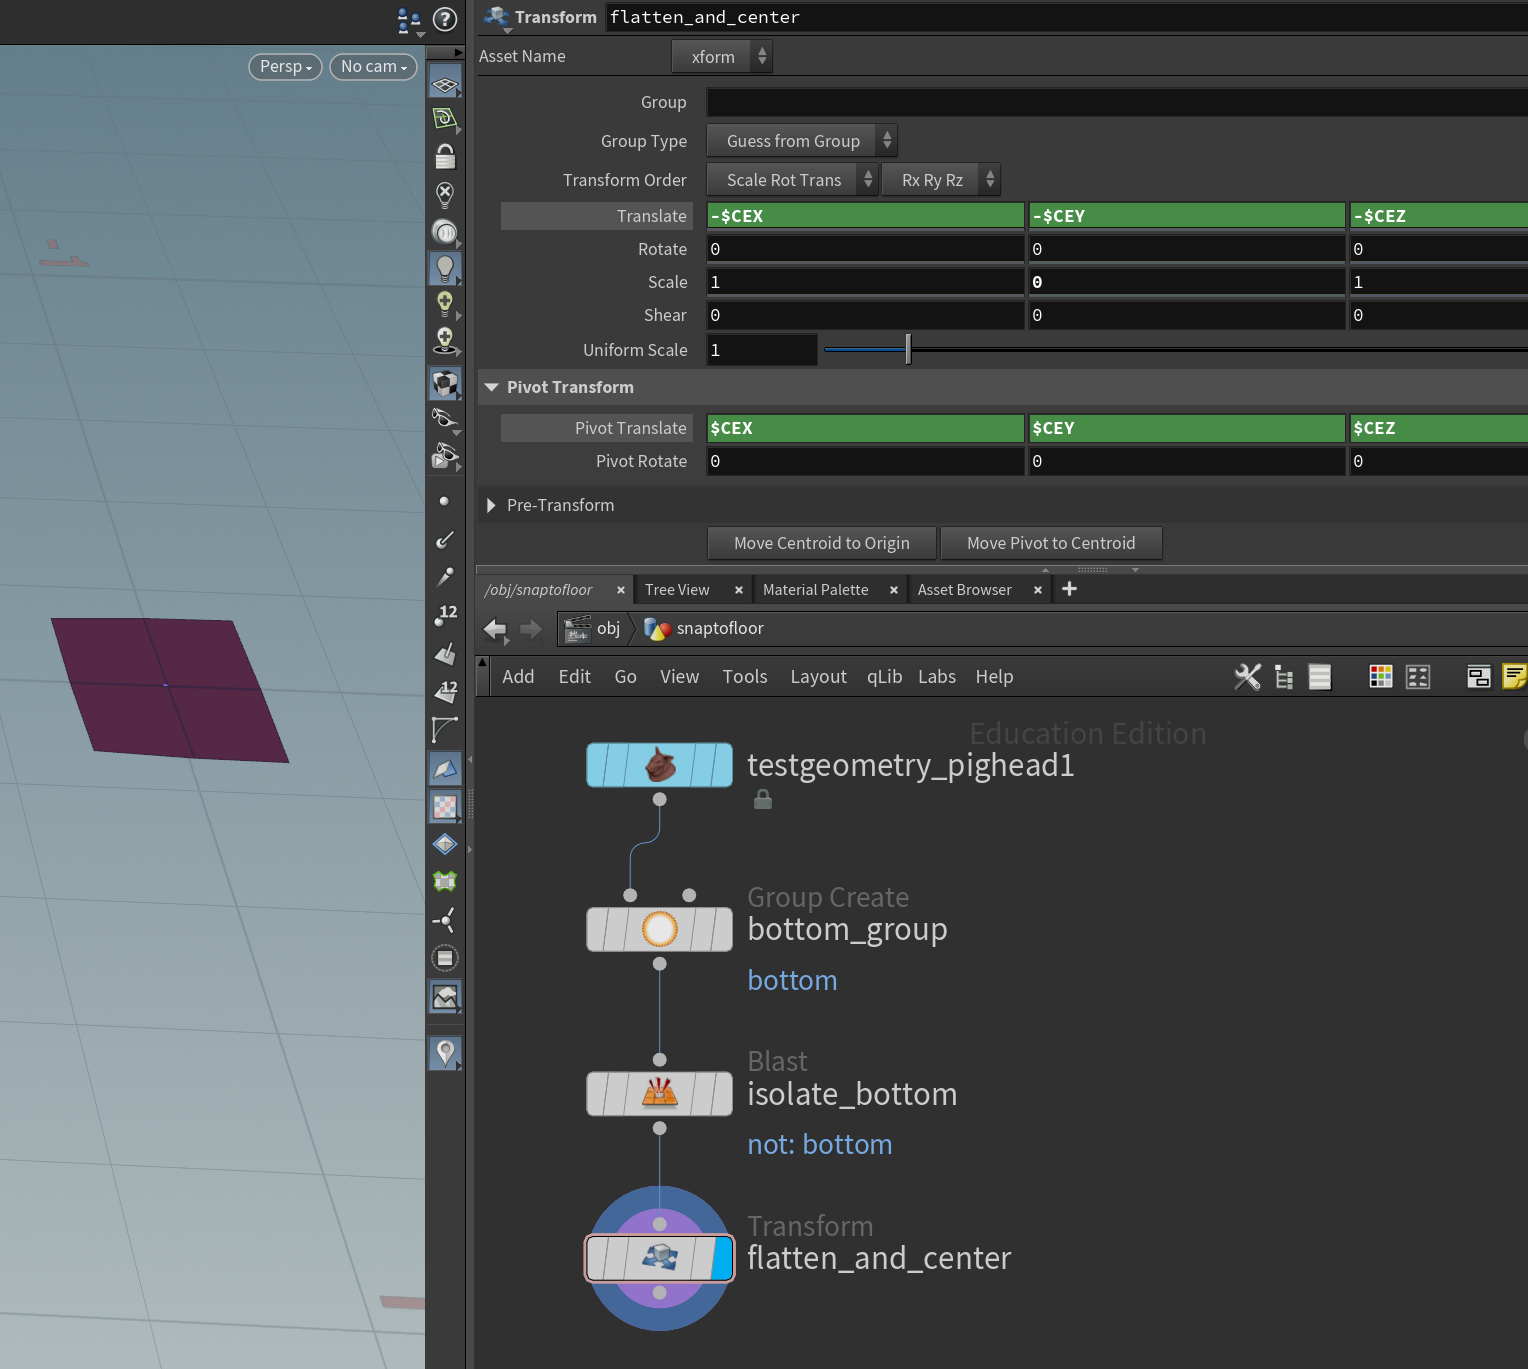 Transform flatten_and_center
Persp No cam
Asset Name xform
Group
Group Type Guess from Group
Transform Order Scale Rot Trans Rx Ry Rz
Translate -$CEX -$CEY -$CEZ
Rotate 0 0 0
Scale 1 0 1
Shear 0 0 0
Uniform Scale 1
Pivot Transform
Pivot Translate $CEX $CEY $CEZ
Pivot Rotate 0 0 0
Pre-Transform
Move Centroid to Origin Move Pivot to Centroid
/obj/snaptofloor Tree View Material Palette Asset Browser
12
obj snaptofloor
Add Edit Go View Tools Layout qLib Labs Help
12
Education Edition
testgeometry_pighead1
Group Create
bottom_group
bottom
Blast
isolate_bottom
not: bottom
Transform
flatten_and_center